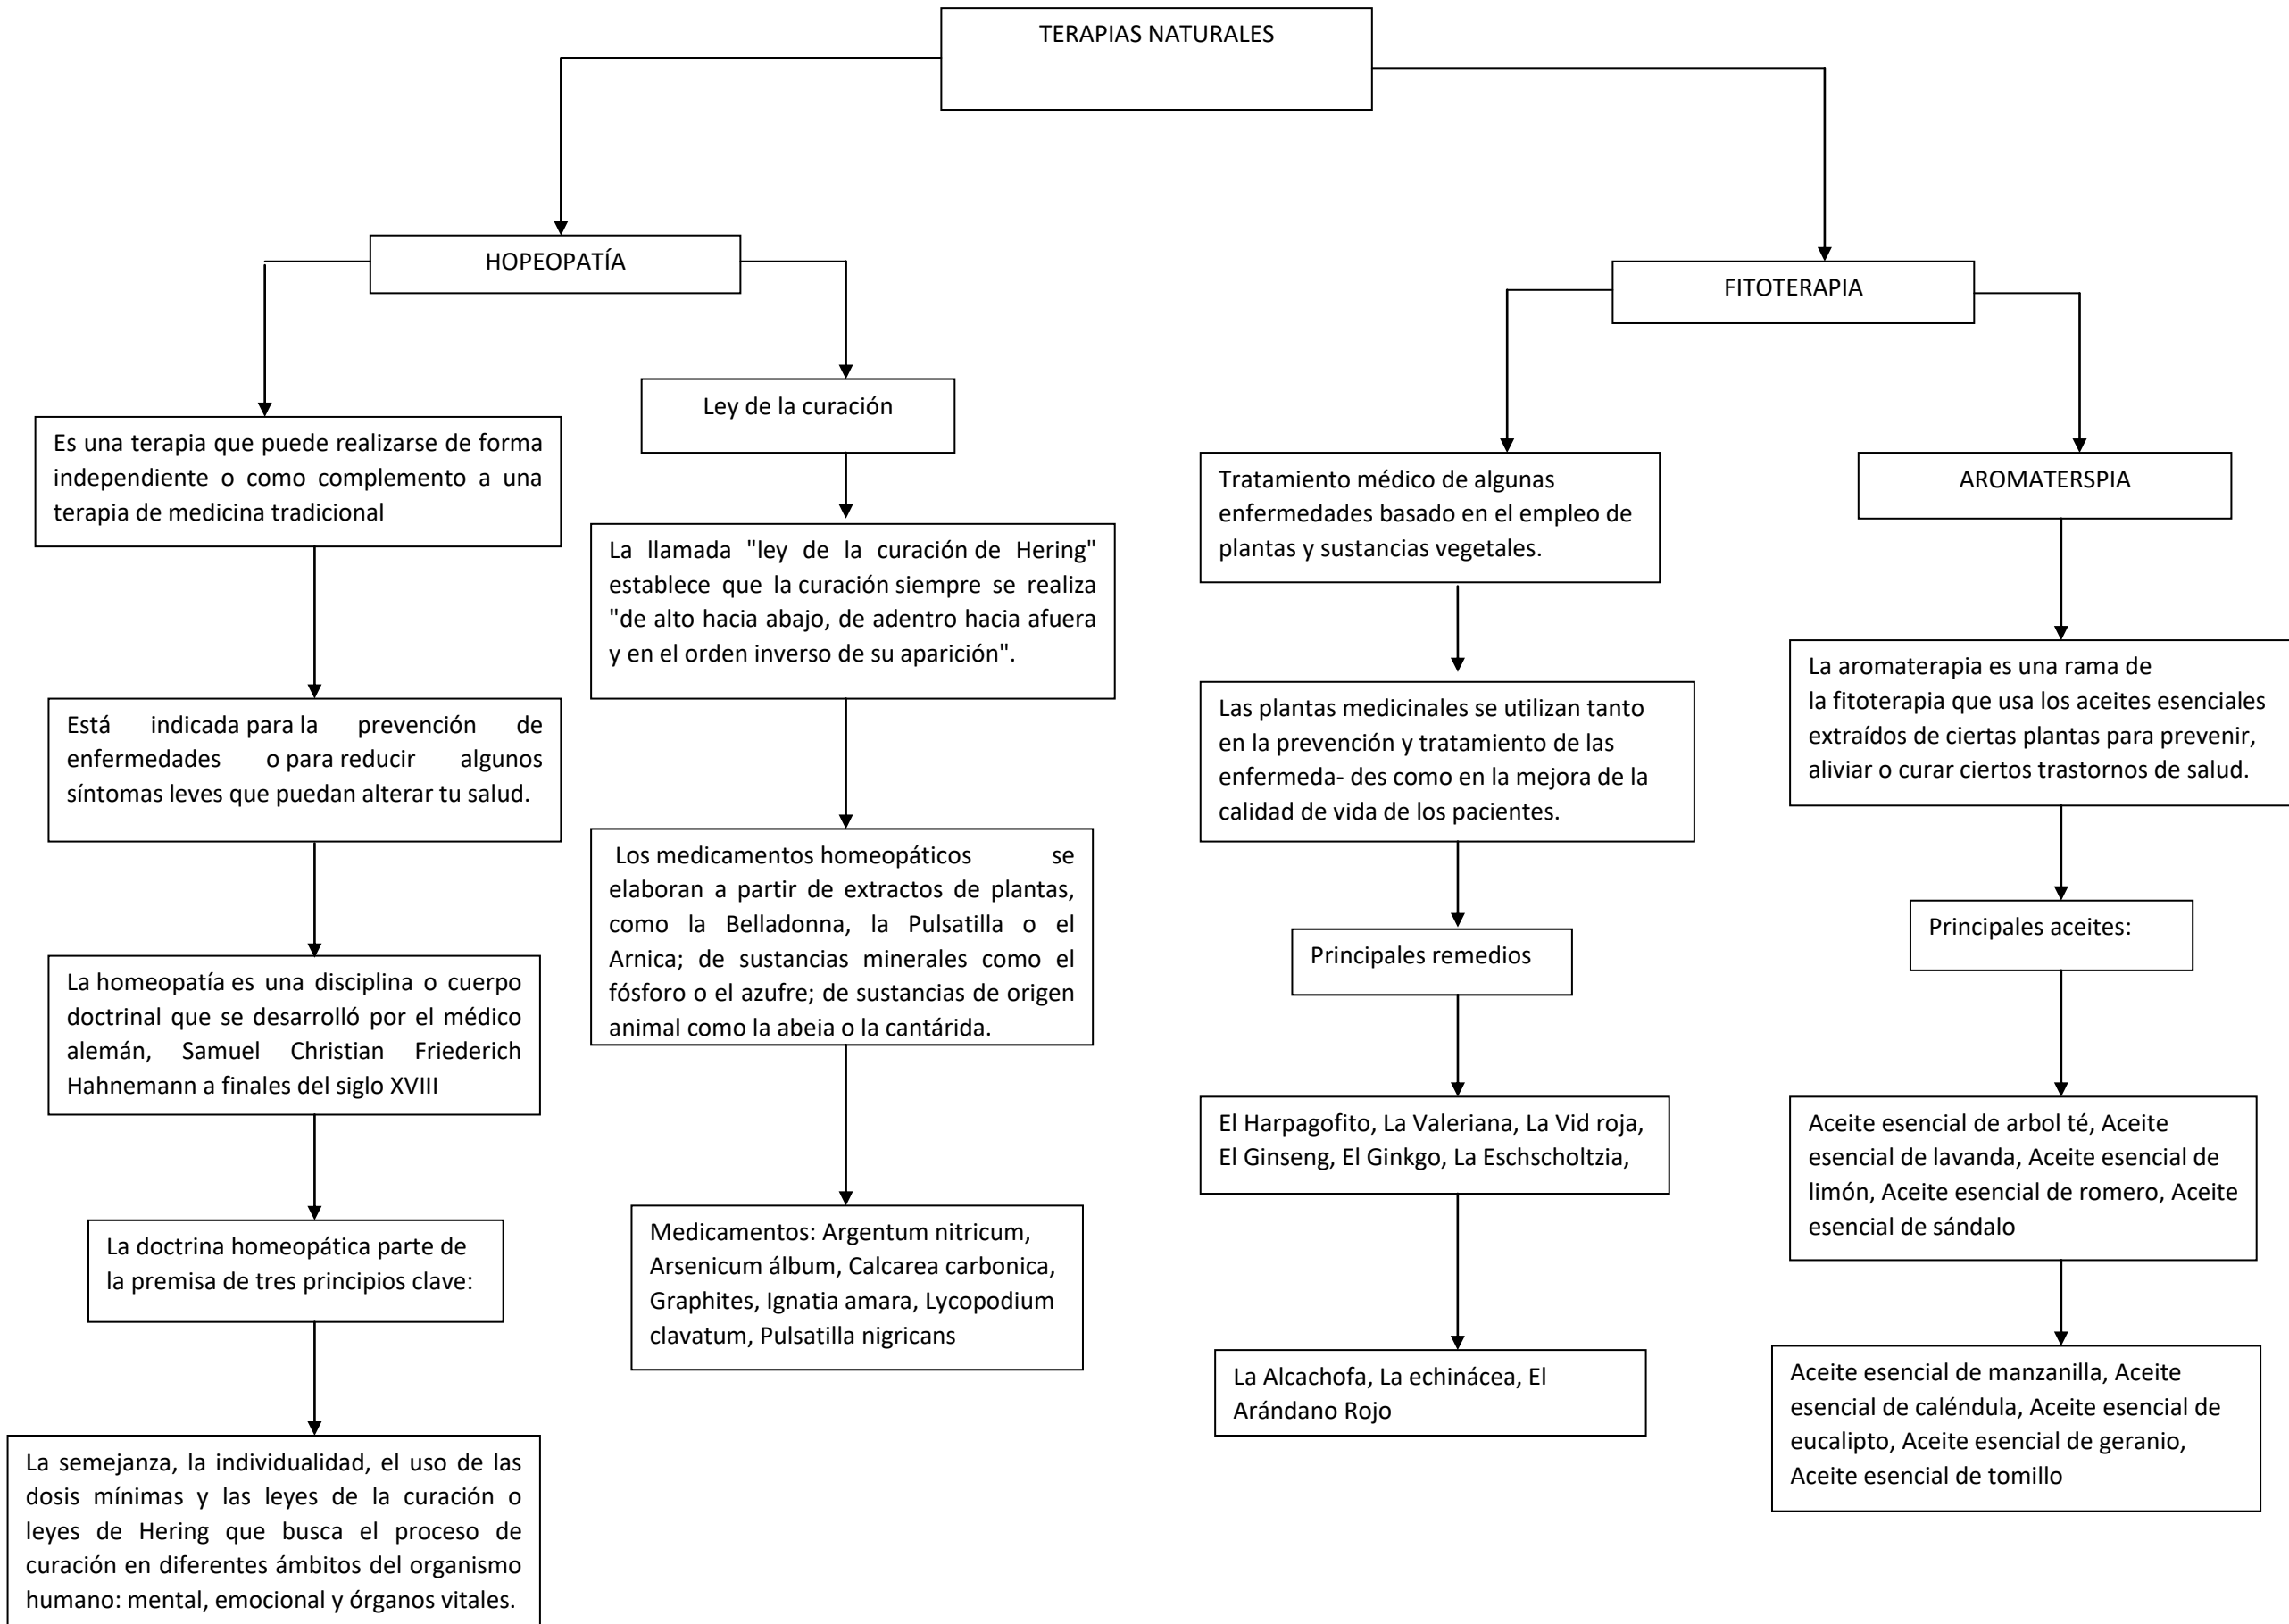 TERAPIAS NATURALES
HOPEOPATÍA
Es una terapia que puede realizarse de forma
independiente o como complemento a una
terapia de medicina tradicional
Está indicada para la prevención de
enfermedades o para reducir algunos
síntomas leves que puedan alterar tu salud.
La homeopatía es una disciplina o cuerpo
doctrinal que se desarrolló por el médico
alemán, Samuel Christian Friederich
Hahnemann a finales del siglo XVIII
La doctrina homeopática parte de
la premisa de tres principios clave:
La semejanza, la individualidad, el uso de las
dosis mínimas y las leyes de la curación o
leyes de Hering que busca el proceso de
curación en diferentes ámbitos del organismo
humano: mental, emocional y órganos vitales.
Ley de la curación
La llamada "ley de la curación de Hering"
establece que la curación siempre se realiza
"de alto hacia abajo, de adentro hacia afuera
y en el orden inverso de su aparición".
Los medicamentos homeopáticos se
elaboran a partir de extractos de plantas,
como la Belladonna, la Pulsatilla o el
Arnica; de sustancias minerales como el
fósforo o el azufre; de sustancias de origen
animal como la abeia o la cantárida.
Medicamentos: Argentum nitricum,
Arsenicum álbum, Calcarea carbonica,
Graphites, Ignatia amara, Lycopodium
clavatum, Pulsatilla nigricans
FITOTERAPIA
Tratamiento médico de algunas
enfermedades basado en el empleo de
plantas y sustancias vegetales.
Las plantas medicinales se utilizan tanto
en la prevención y tratamiento de las
enfermeda- des como en la mejora de la
calidad de vida de los pacientes.
Principales remedios
El Harpagofito, La Valeriana, La Vid roja,
El Ginseng, El Ginkgo, La Eschscholtzia,
La Alcachofa, La echinácea, El
Arándano Rojo
AROMATERSPIA
La aromaterapia es una rama de
la fitoterapia que usa los aceites esenciales
extraídos de ciertas plantas para prevenir,
aliviar o curar ciertos trastornos de salud.
Principales aceites:
Aceite esencial de arbol té, Aceite
esencial de lavanda, Aceite esencial de
limón, Aceite esencial de romero, Aceite
esencial de sándalo
Aceite esencial de manzanilla, Aceite
esencial de caléndula, Aceite esencial de
eucalipto, Aceite esencial de geranio,
Aceite esencial de tomillo